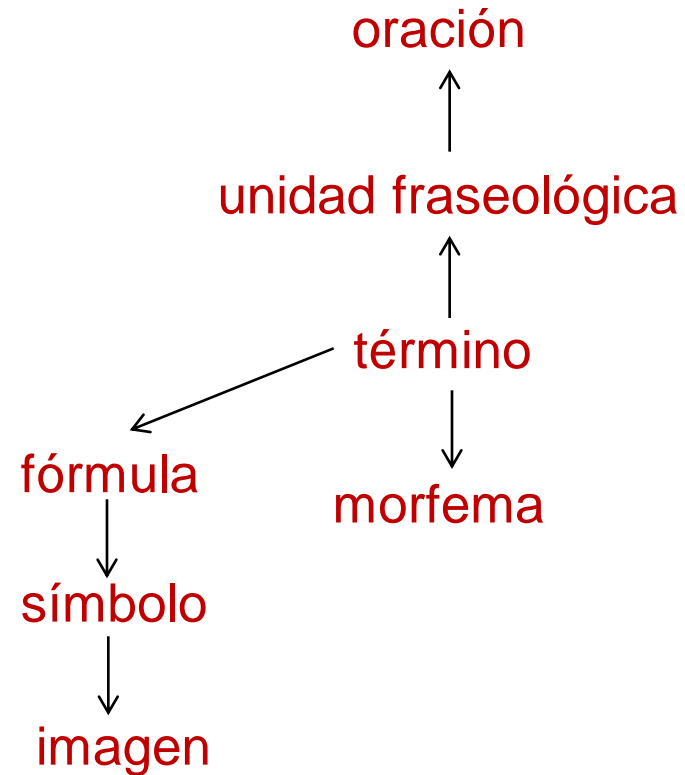 oración
unidad fraseológica
término
fórmula
morfema
símbolo
imagen